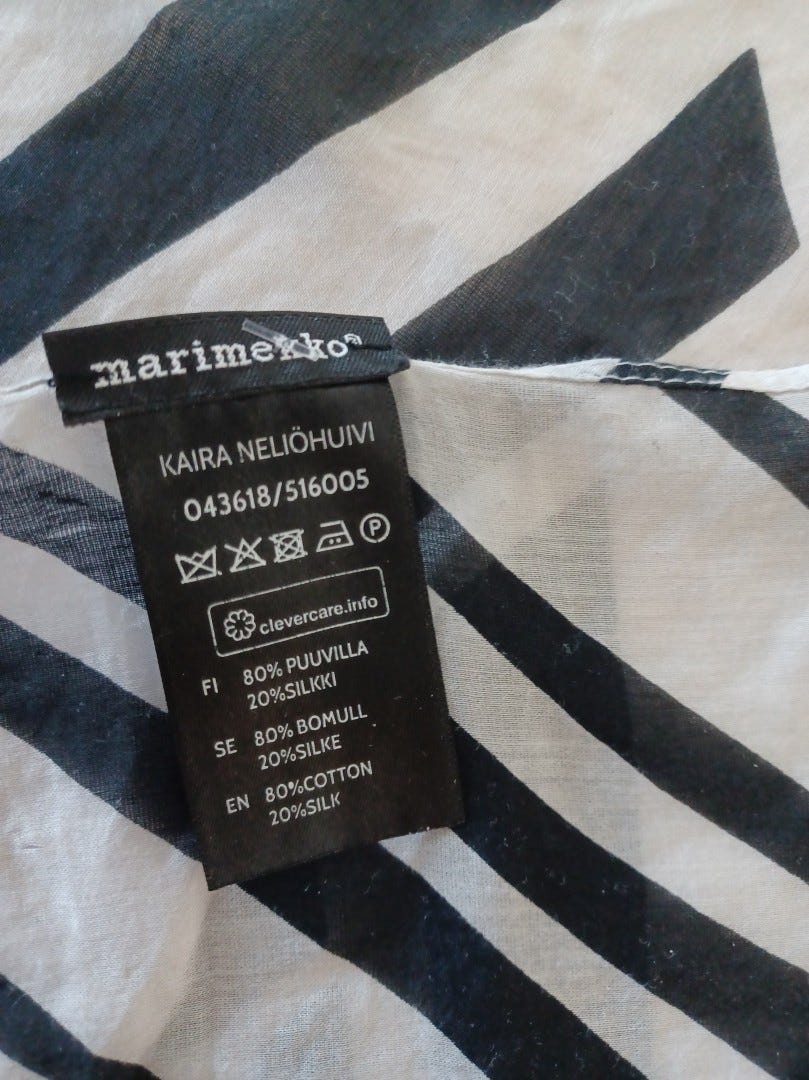 marimekko®
KAIRA NELIÖHUIVI
043618/516005
P
clevercare.info
FI 80% PUUVILLA
20%SILKKI
SE 80% BOMULL
20%SILKE
EN 80%COTTON
20%SILK